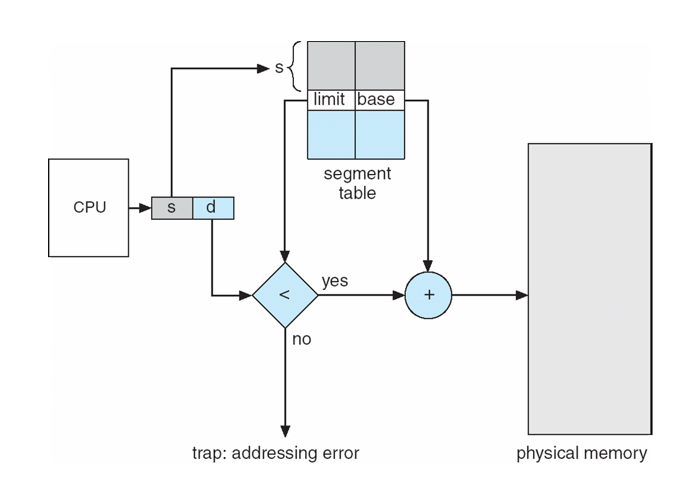 s
limit base
segment
table
CPU
s d
<
yes
+
no
trap: addressing error
physical memory